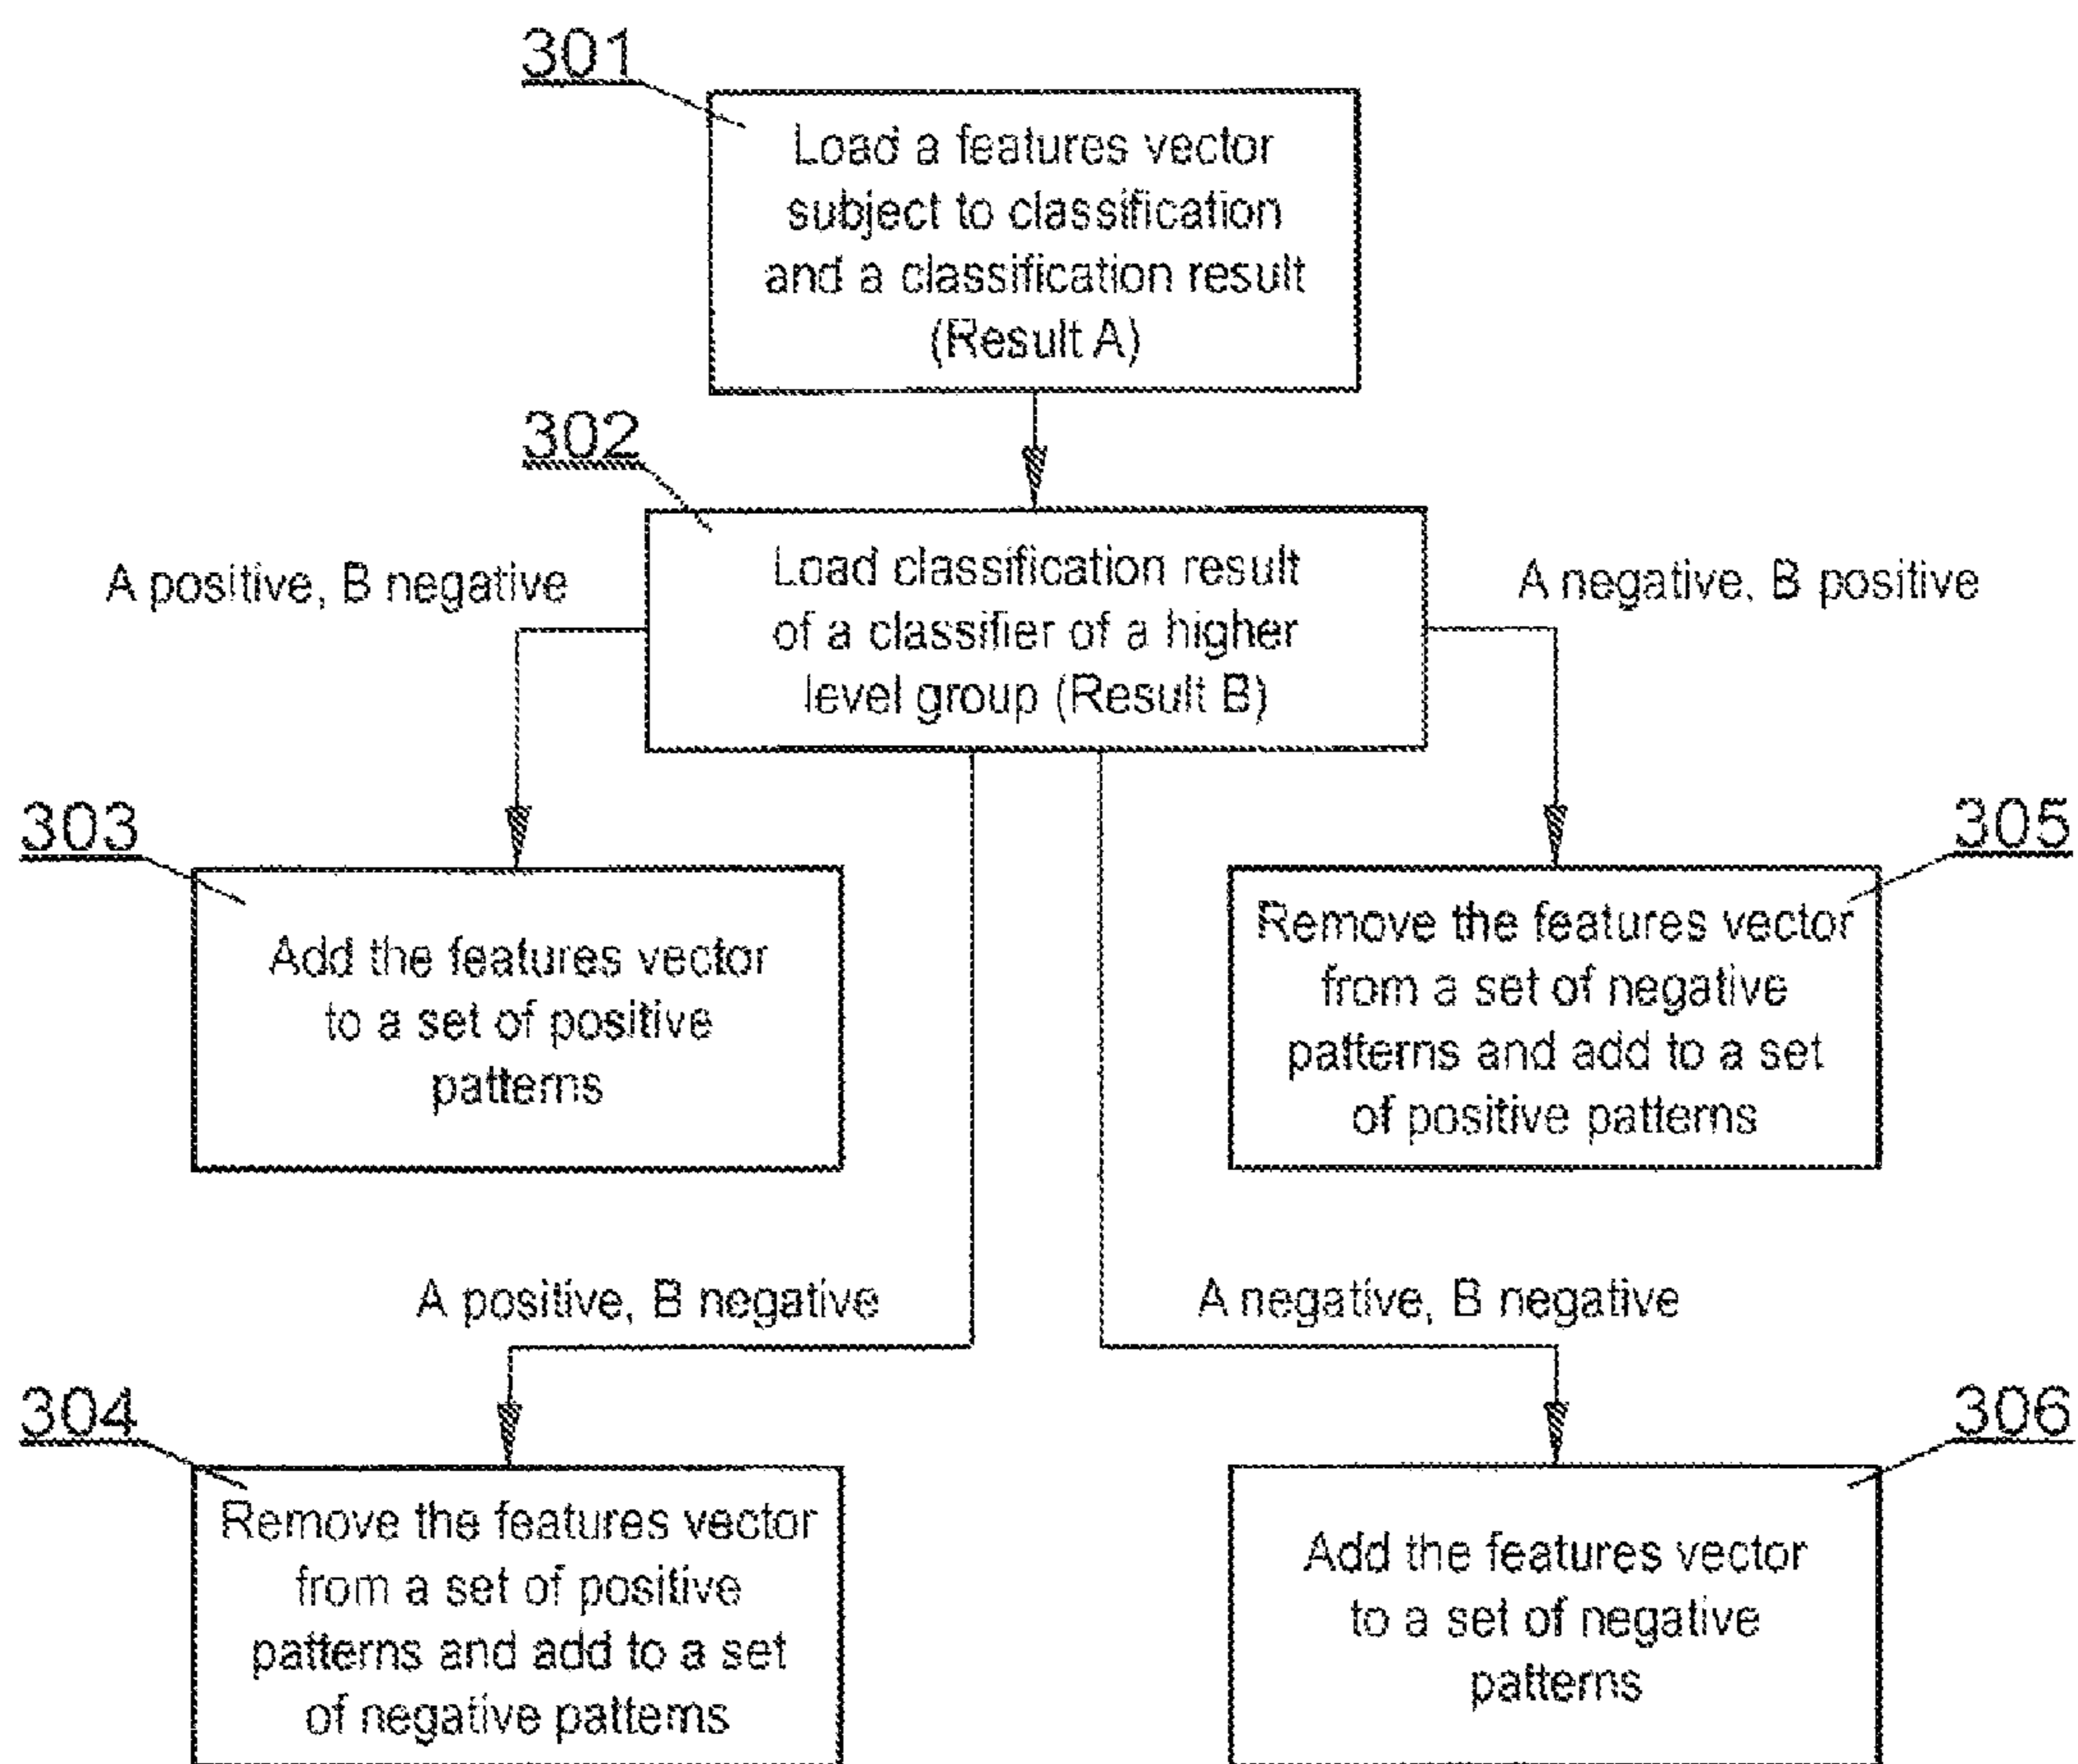 301
Load a features vector
subject to classification
and a classification result
(Result A)
302
Load classification result
of a classifier of a higher
level group (Result B)
A positive, B negative
A negative, B positive
303
Add the features vector
to a set of positive
patterns
305
Remove the features vector
from a set of negative
patterns and add to a set
of positive patterns
A positive, B negative
A negative, B negative
304
Remove the features vector
from a set of positive
patterns and add to a set
of negative patterns
306
Add the features vector
to a set of negative
patterns